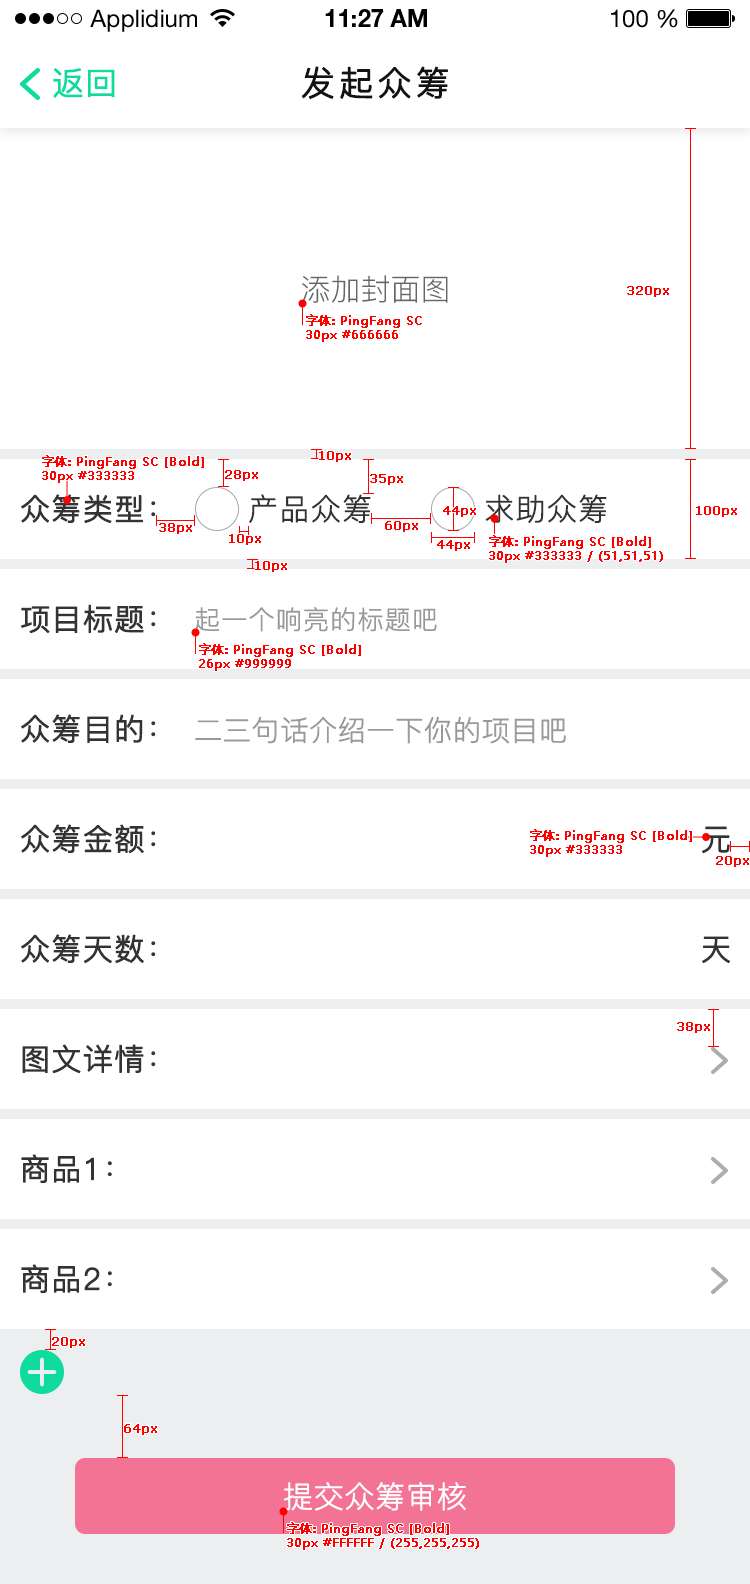 Applidium 11:27 AM 100 %
返回 发起众筹
320px
添加封面图
字体: PingFang SC
30px #666666
10px
字体: PingFang SC [Bold]
30px #333333
28px
35px
众筹类型: 产品众筹 44px 求助众筹
100px
38px
60px
10px
44px
字体: PingFang SC [Bold]
30px #333333 / (51,51,51)
10px
项目标题: 起一个响亮的标题吧
字体: PingFang SC [Bold]
26px #999999
众筹目的: 二三句话介绍一下你的项目吧
众筹金额: 元
字体: PingFang SC [Bold]
30px #333333
20px
众筹天数: 天
38px
图文详情:
商品1:
商品2:
20px
64px
提交众筹审核
字体: PingFang SC [Bold]
30px #FFFFFF / (255,255,255)